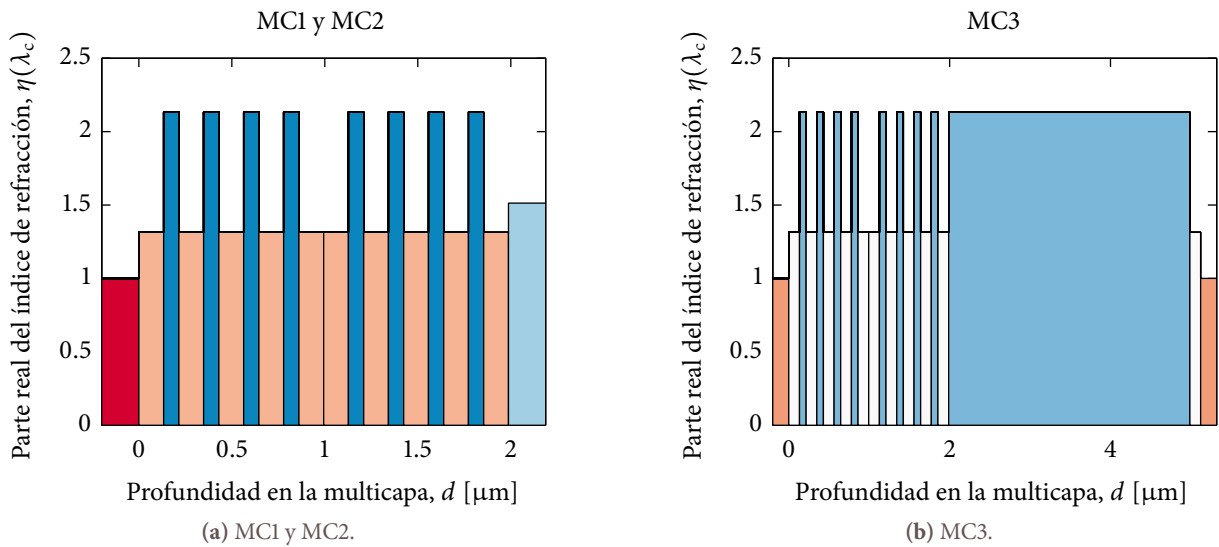 MC1 y MC2
Parte real del índice de refracción, η(λc)
2.5
2
1.5
1
0.5
0
0 0.5 1 1.5 2
Profundidad en la multicapa, d [μm]
(a) MC1 y MC2.
MC3
Parte real del índice de refracción, η(λc)
2.5
2
1.5
1
0.5
0
0 2 4
Profundidad en la multicapa, d [μm]
(b) MC3.